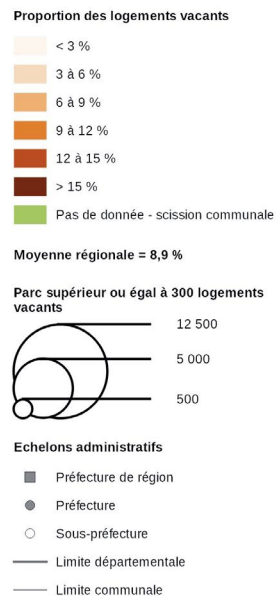 Proportion des logements vacants
< 3 %
3 à 6 %
6 à 9 %
9 à 12 %
12 à 15 %
> 15 %
Pas de donnée - scission communale
Moyenne régionale = 8,9 %
Parc supérieur ou égal à 300 logements
vacants
12 500
5 000
500
Echelons administratifs
Préfecture de région
Préfecture
Sous-préfecture
Limite départementale
Limite communale